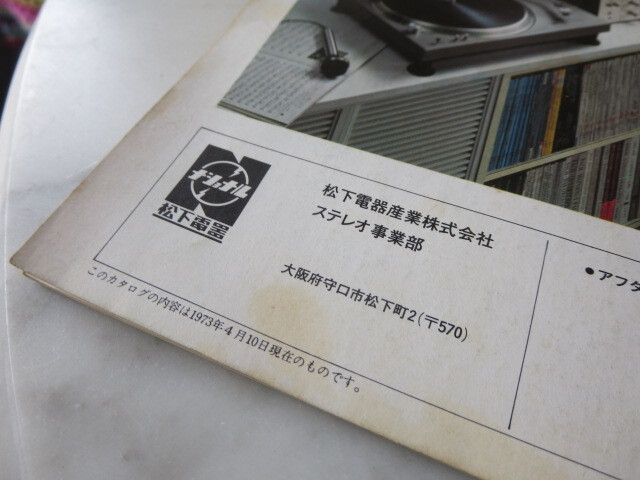 ナショナル
松下電器
松下電器産業株式会社
ステレオ事業部
大阪府守口市松下町2(〒570)
●アフタ
このカタログの内容は1973年4月10日現在のものです。